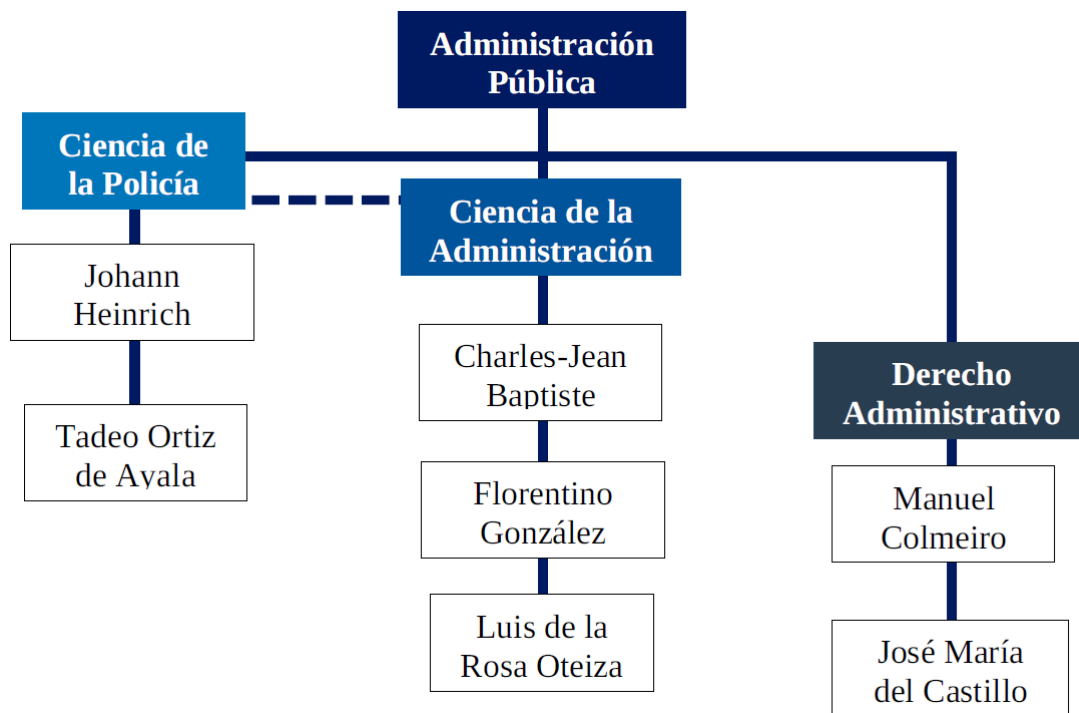 Administración
Pública
Ciencia de
la Policía
Johann
Heinrich
Tadeo Ortiz
de Ayala
Ciencia de la
Administración
Charles-Jean
Baptiste
Florentino
González
Luis de la
Rosa Oteiza
Derecho
Administrativo
Manuel
Colmeiro
José María
del Castillo